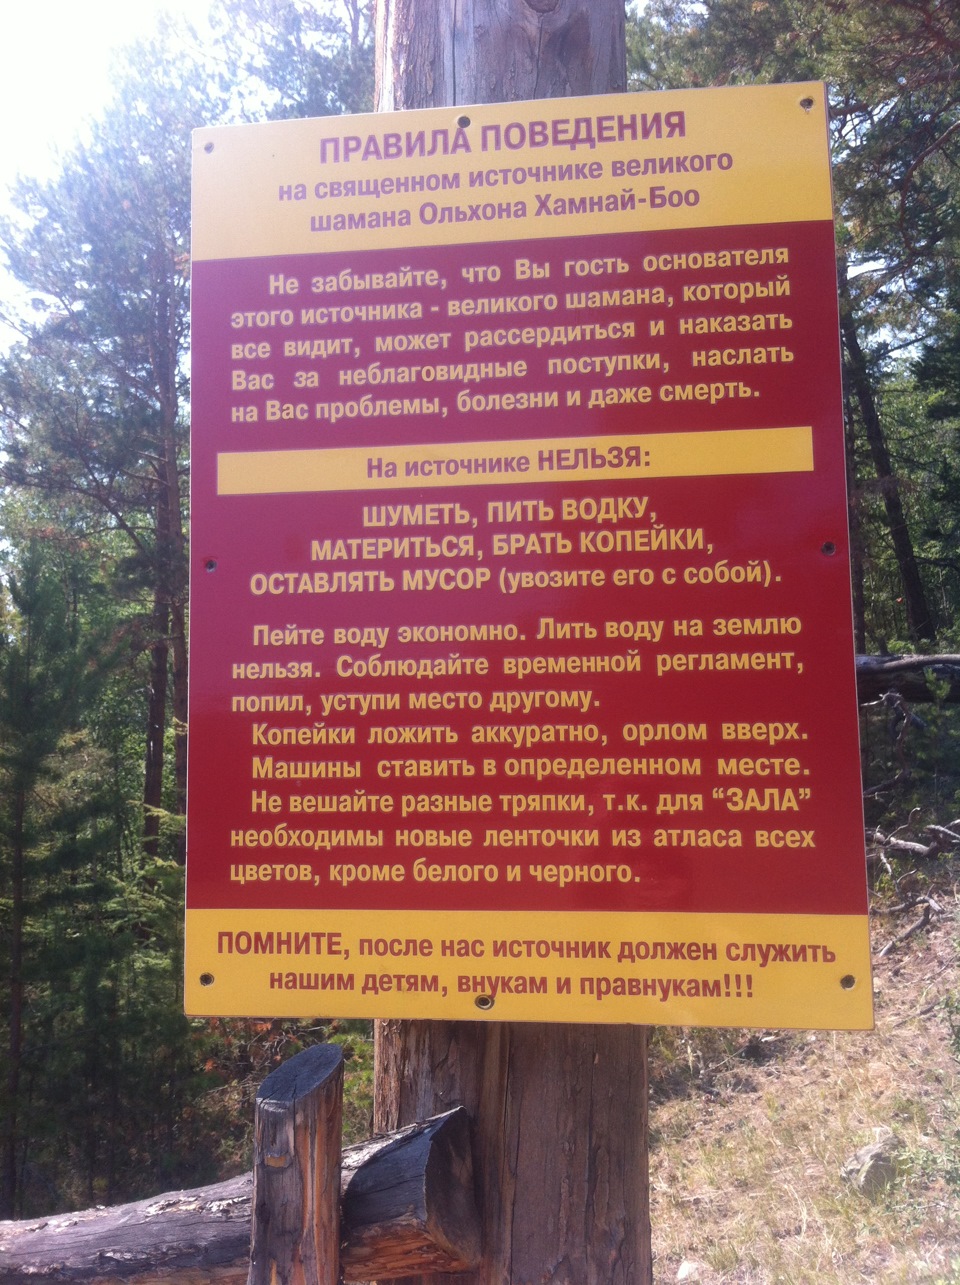 ПРАВИЛА ПОВЕДЕНИЯ
на священном источнике великого
шамана Ольхона Хамнай-Боо
Не забывайте, что Вы гость основателя
этого источника - великого шамана, который
все видит, может рассердиться и наказать
Вас за неблаговидные поступки, наслать
на Вас проблемы, болезни и даже смерть.
На источнике НЕЛЬЗЯ:
ШУМЕТЬ, ПИТЬ ВОДКУ,
МАТЕРИТЬСЯ, БРАТЬ КОПЕЙКИ,
ОСТАВЛЯТЬ МУСОР (увозите его с собой).
Пейте воду экономно. Лить воду на землю
нельзя. Соблюдайте временной регламент,
попил, уступи место другому.
Копейки ложить аккуратно, орлом вверх.
Машины ставить в определенном месте.
Не вешайте разные тряпки, т.к. для “ЗАЛА”
необходимы новые ленточки из атласа всех
цветов, кроме белого и черного.
ПОМНИТЕ, после нас источник должен служить
нашим детям, внукам и правнукам!!!